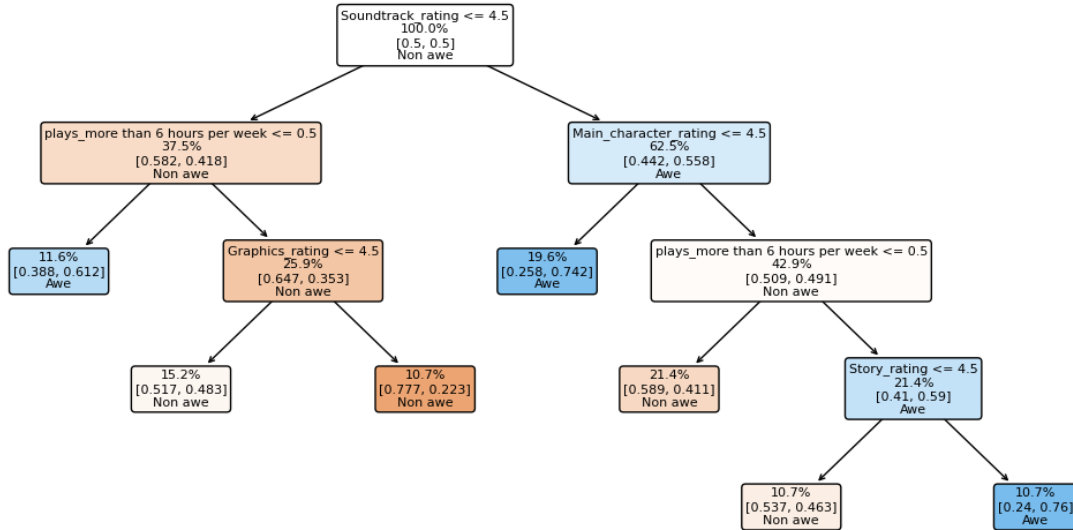 Soundtrack_rating <= 4.5
100.0%
[0.5, 0.5]
Non awe
plays_more than 6 hours per week <= 0.5
37.5%
[0.582, 0.418]
Non awe
Main_character_rating <= 4.5
62.5%
[0.442, 0.558]
Awe
11.6%
[0.388, 0.612]
Awe
Graphics_rating <= 4.5
25.9%
[0.647, 0.353]
Non awe
19.6%
[0.258, 0.742]
Awe
plays_more than 6 hours per week <= 0.5
42.9%
[0.509, 0.491]
Non awe
15.2%
[0.517, 0.483]
Non awe
10.7%
[0.777, 0.223]
Non awe
21.4%
[0.589, 0.411]
Non awe
Story_rating <= 4.5
21.4%
[0.41, 0.59]
Awe
10.7%
[0.537, 0.463]
Non awe
10.7%
[0.24, 0.76]
Awe